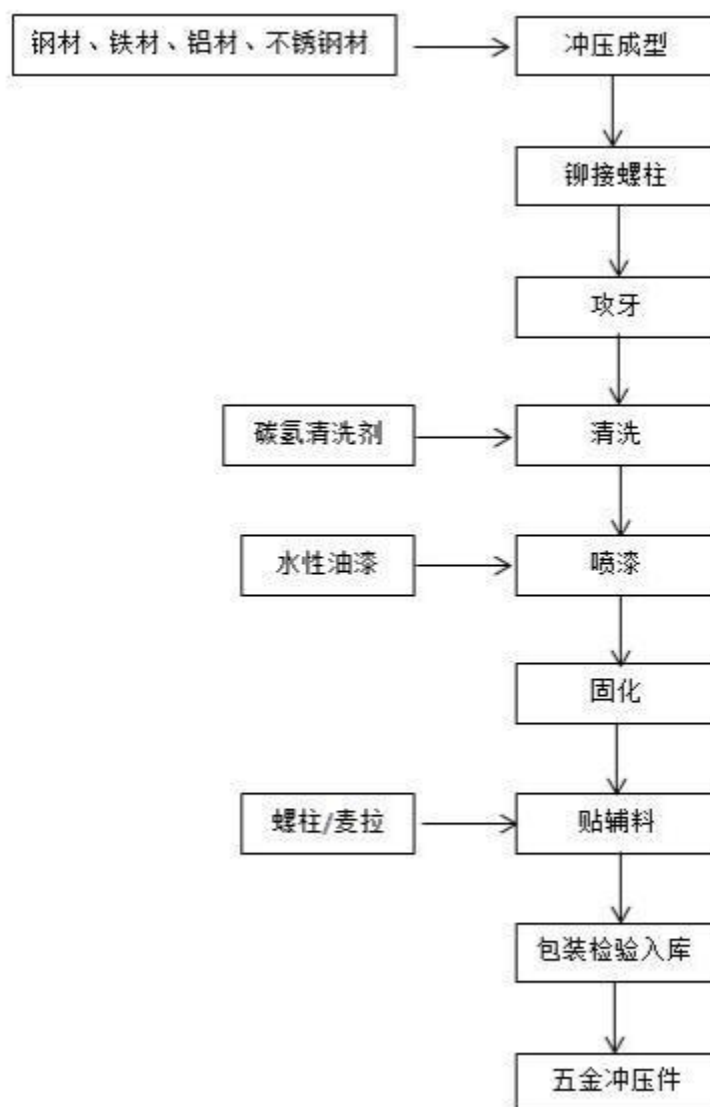 钢材、铁材、铝材、不锈钢材
冲压成型
铆接螺柱
攻牙
碳氢清洗剂
清洗
水性油漆
喷漆
固化
螺柱/麦拉
贴辅料
包装检验入库
五金冲压件